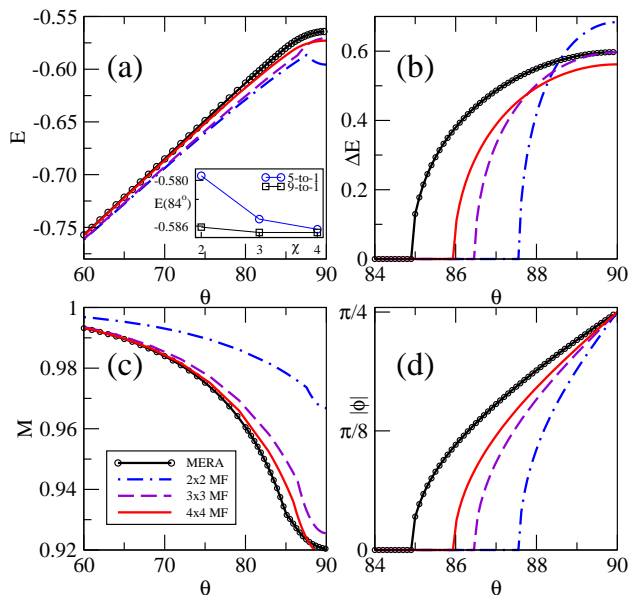 -0.55
-0.60
-0.65
-0.70
-0.75
E
(a)
-0.580
E(84°)
-0.586
5-to-1
9-to-1
2
3
χ
4
60
70
80
90
θ
0.6
0.4
0.2
0
ΔE
(b)
84
86
88
90
θ
1
0.98
0.96
0.94
0.92
M
(c)
MERA
2x2 MF
3x3 MF
4x4 MF
60
70
80
90
θ
π/4
π/8
0
|ϕ|
(d)
84
86
88
90
θ